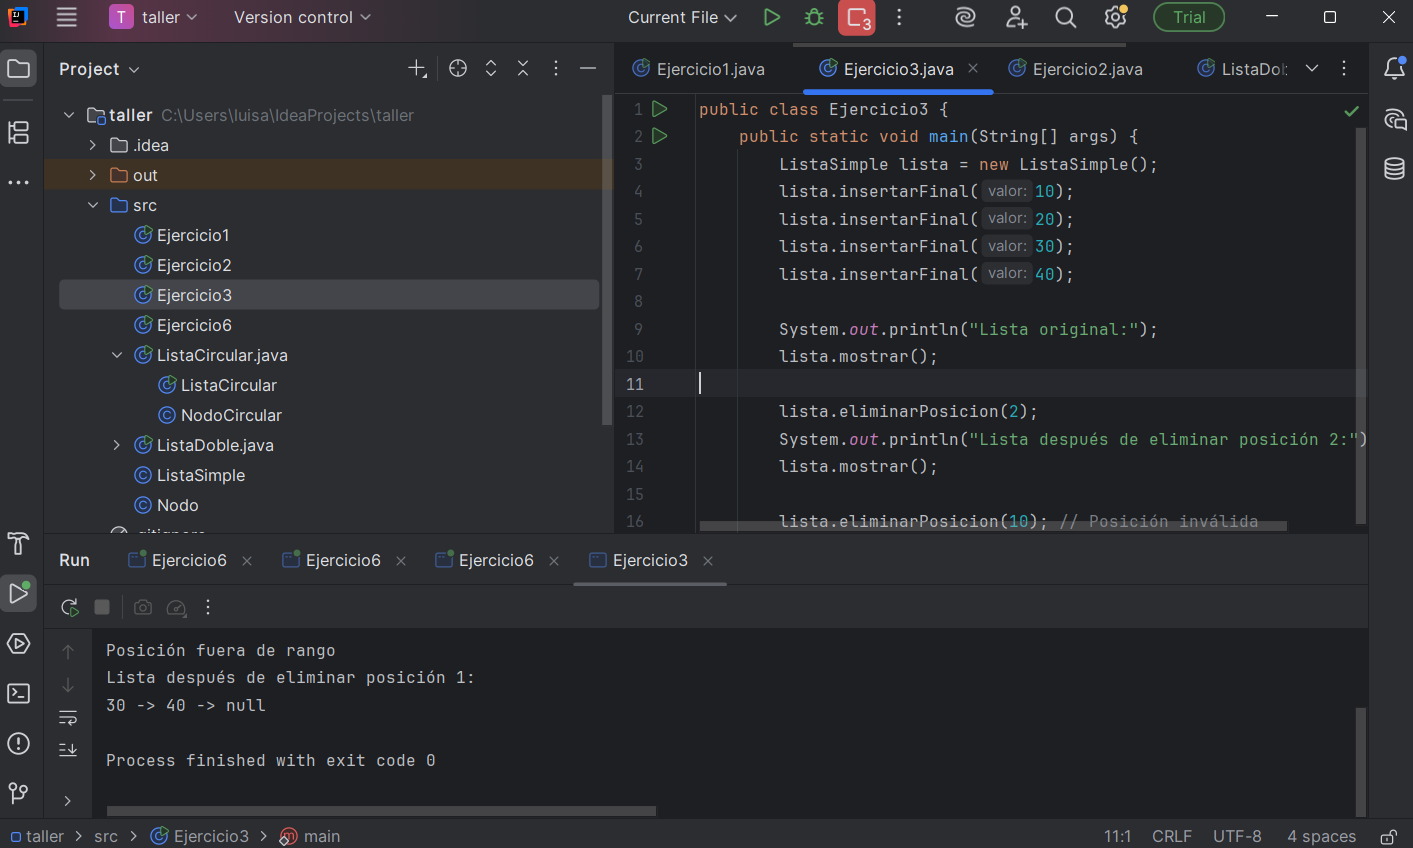 T taller Version control Current File 3 Trial
Project
taller C:\Users\luisa\IdeaProjects\taller
.idea
out
src
Ejercicio1
Ejercicio2
Ejercicio3
Ejercicio6
ListaCircular.java
ListaCircular
NodoCircular
ListaDoble.java
ListaSimple
Nodo
.gitignore
Ejercicio1.java Ejercicio3.java Ejercicio2.java ListaDob
1 public class Ejercicio3 {
2 public static void main(String[] args) {
3 ListaSimple lista = new ListaSimple();
4 lista.insertarFinal( valor: 10);
5 lista.insertarFinal( valor: 20);
6 lista.insertarFinal( valor: 30);
7 lista.insertarFinal( valor: 40);
8
9 System.out.println("Lista original:");
10 lista.mostrar();
11
12 lista.eliminarPosicion(2);
13 System.out.println("Lista después de eliminar posición 2:")
14 lista.mostrar();
15
16 lista.eliminarPosicion(10); // Posición inválida
Run Ejercicio6 Ejercicio6 Ejercicio6 Ejercicio3
Posición fuera de rango
Lista después de eliminar posición 1:
30 -> 40 -> null
Process finished with exit code 0
taller > src > Ejercicio3 > main 11:1 CRLF UTF-8 4 spaces